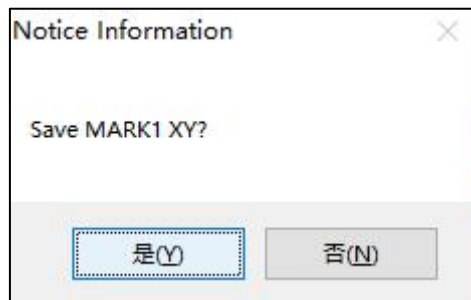 Notice Information
Save MARK1 XY?
是(Y) 否(N)